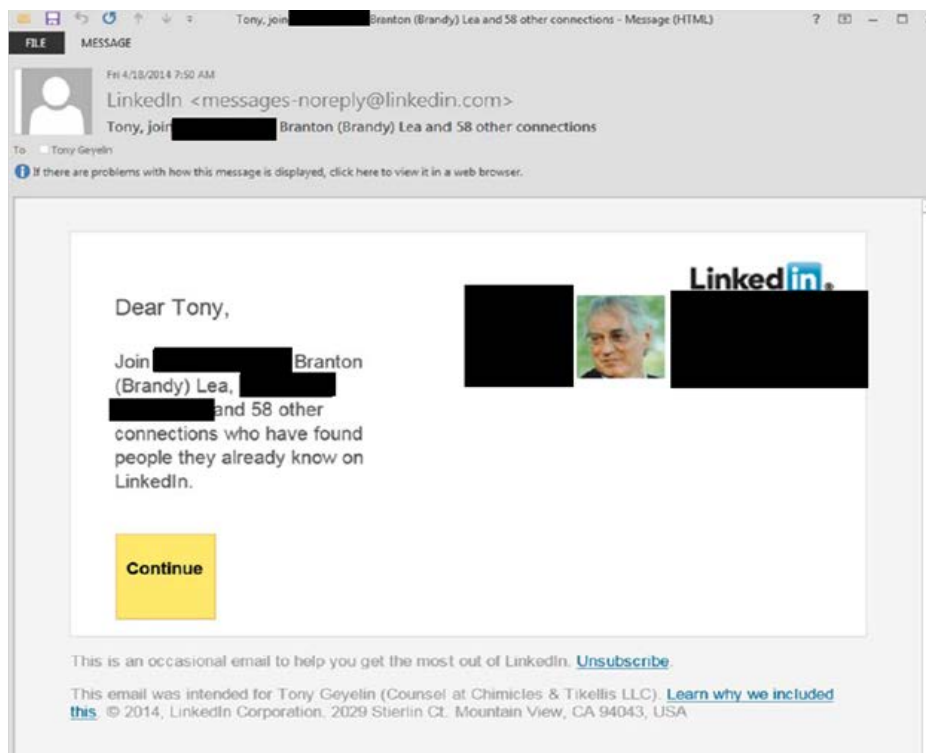 Tony, join Branton (Brandy) Lea and 58 other connections - Message (HTML)
FILE MESSAGE
Fri 4/18/2014 7:50 AM
LinkedIn <messages-noreply@linkedin.com>
Tony, join Branton (Brandy) Lea and 58 other connections
To Tony Geyelin
If there are problems with how this message is displayed, click here to view it in a web browser.
Linked in
Dear Tony,
Join Branton
(Brandy) Lea,
and 58 other
connections who have found
people they already know on
LinkedIn.
Continue
This is an occasional email to help you get the most out of LinkedIn. Unsubscribe.
This email was intended for Tony Geyelin (Counsel at Chimicles & Tikellis LLC). Learn why we included
this. © 2014, LinkedIn Corporation. 2029 Stierlin Ct. Mountain View, CA 94043, USA